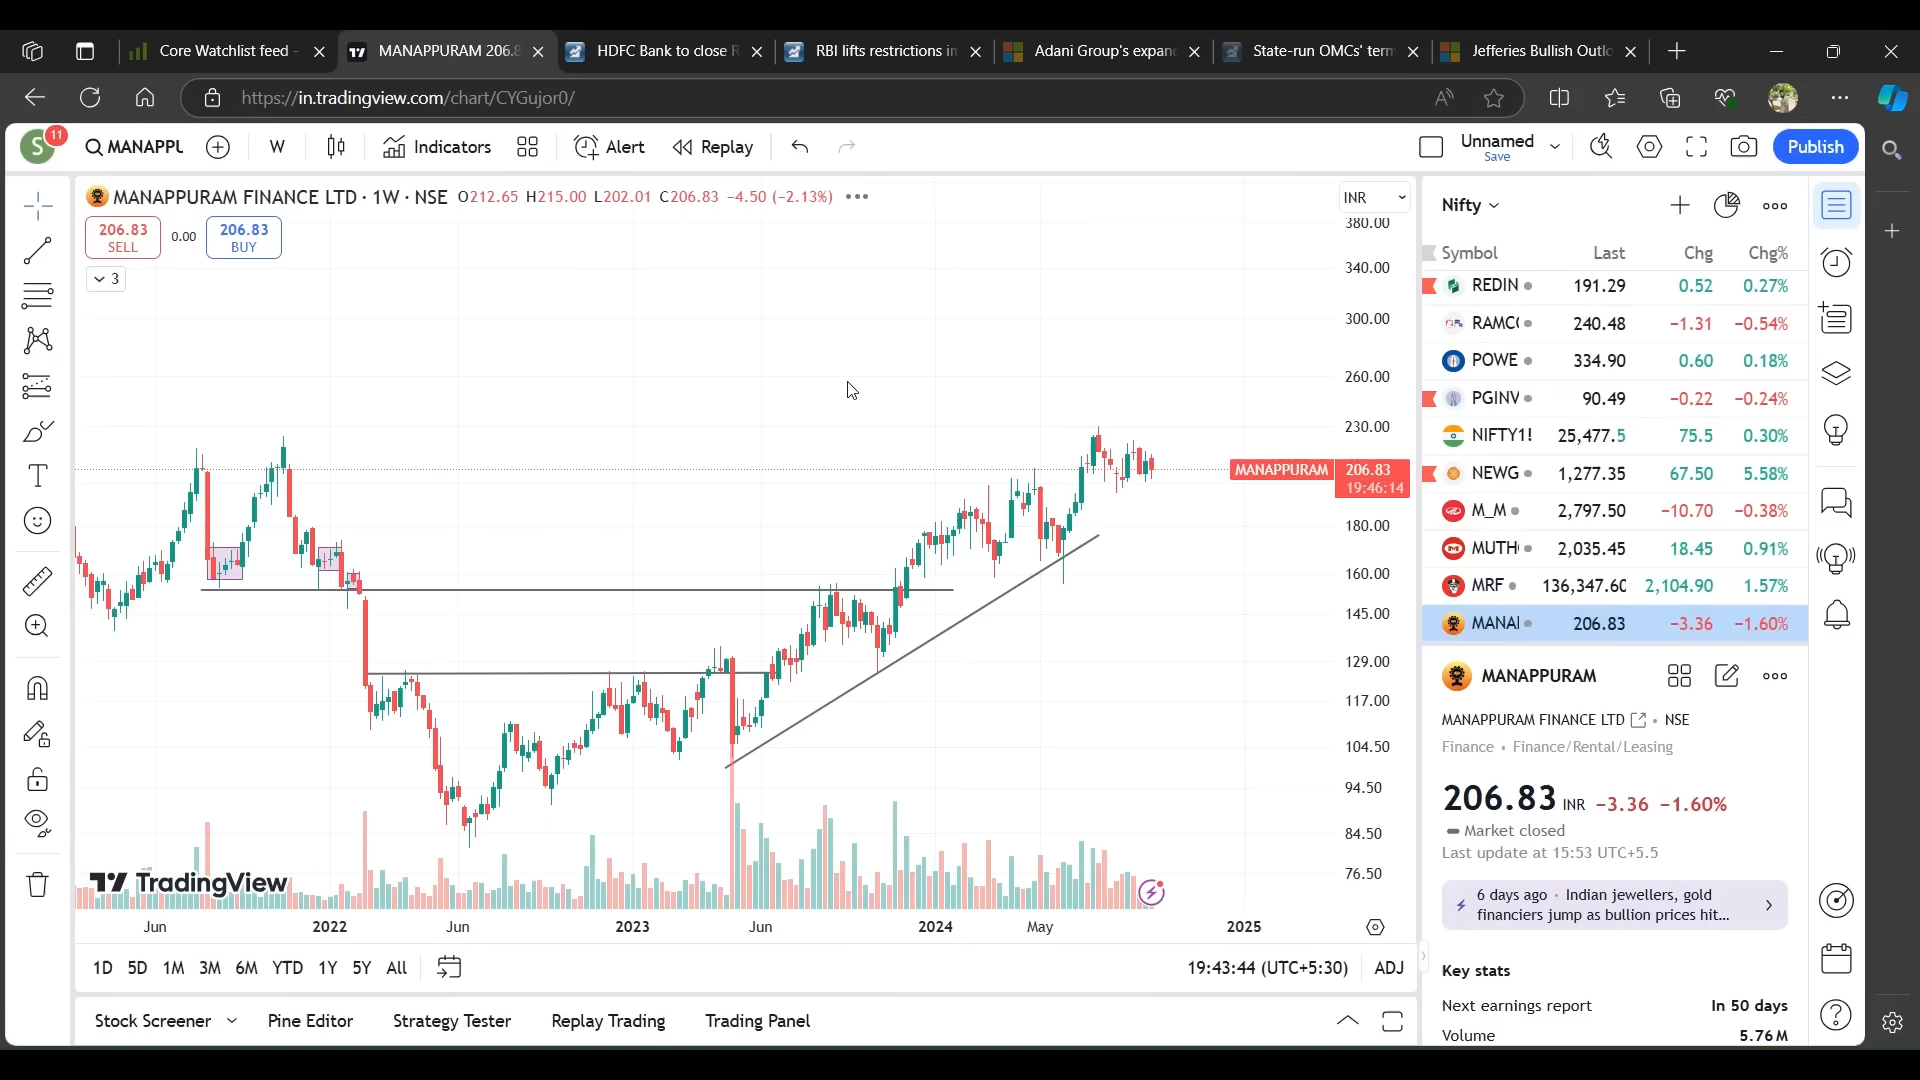 Core Watchlist feed -
MANAPPURAM 206.8
HDFC Bank to close R
RBI lifts restrictions in
Adani Group's expan
State-run OMCs' term
Jefferies Bullish Outlo
https://in.tradingview.com/chart/CYGujor0/
S 11 MANAPPU W Indicators Alert Replay Unnamed Save Publish
MANAPPURAM FINANCE LTD · 1W · NSE O212.65 H215.00 L202.01 C206.83 −4.50 (−2.13%)
206.83 SELL 0.00 206.83 BUY
3
INR
380.00
340.00
300.00
260.00
230.00
MANAPPURAM 206.83
19:46:14
180.00
160.00
145.00
129.00
117.00
104.50
94.50
84.50
76.50
TradingView
Jun 2022 Jun 2023 Jun 2024 May 2025
1D 5D 1M 3M 6M YTD 1Y 5Y All 19:43:44 (UTC+5:30) ADJ
Stock Screener Pine Editor Strategy Tester Replay Trading Trading Panel
Nifty
Symbol Last Chg Chg%
REDIN 191.29 0.52 0.27%
RAMC 240.48 −1.31 −0.54%
POWE 334.90 0.60 0.18%
PGINV 90.49 −0.22 −0.24%
NIFTY1! 25,477.5 75.5 0.30%
NEWG 1,277.35 67.50 5.58%
M_M 2,797.50 −10.70 −0.38%
MUTH 2,035.45 18.45 0.91%
MRF 136,347.60 2,104.90 1.57%
MANAI 206.83 −3.36 −1.60%
MANAPPURAM
MANAPPURAM FINANCE LTD • NSE
Finance • Finance/Rental/Leasing
206.83 INR −3.36 −1.60%
Market closed
Last update at 15:53 UTC+5.5
6 days ago · Indian jewellers, gold
financiers jump as bullion prices hit...
Key stats
Next earnings report In 50 days
Volume 5.76M